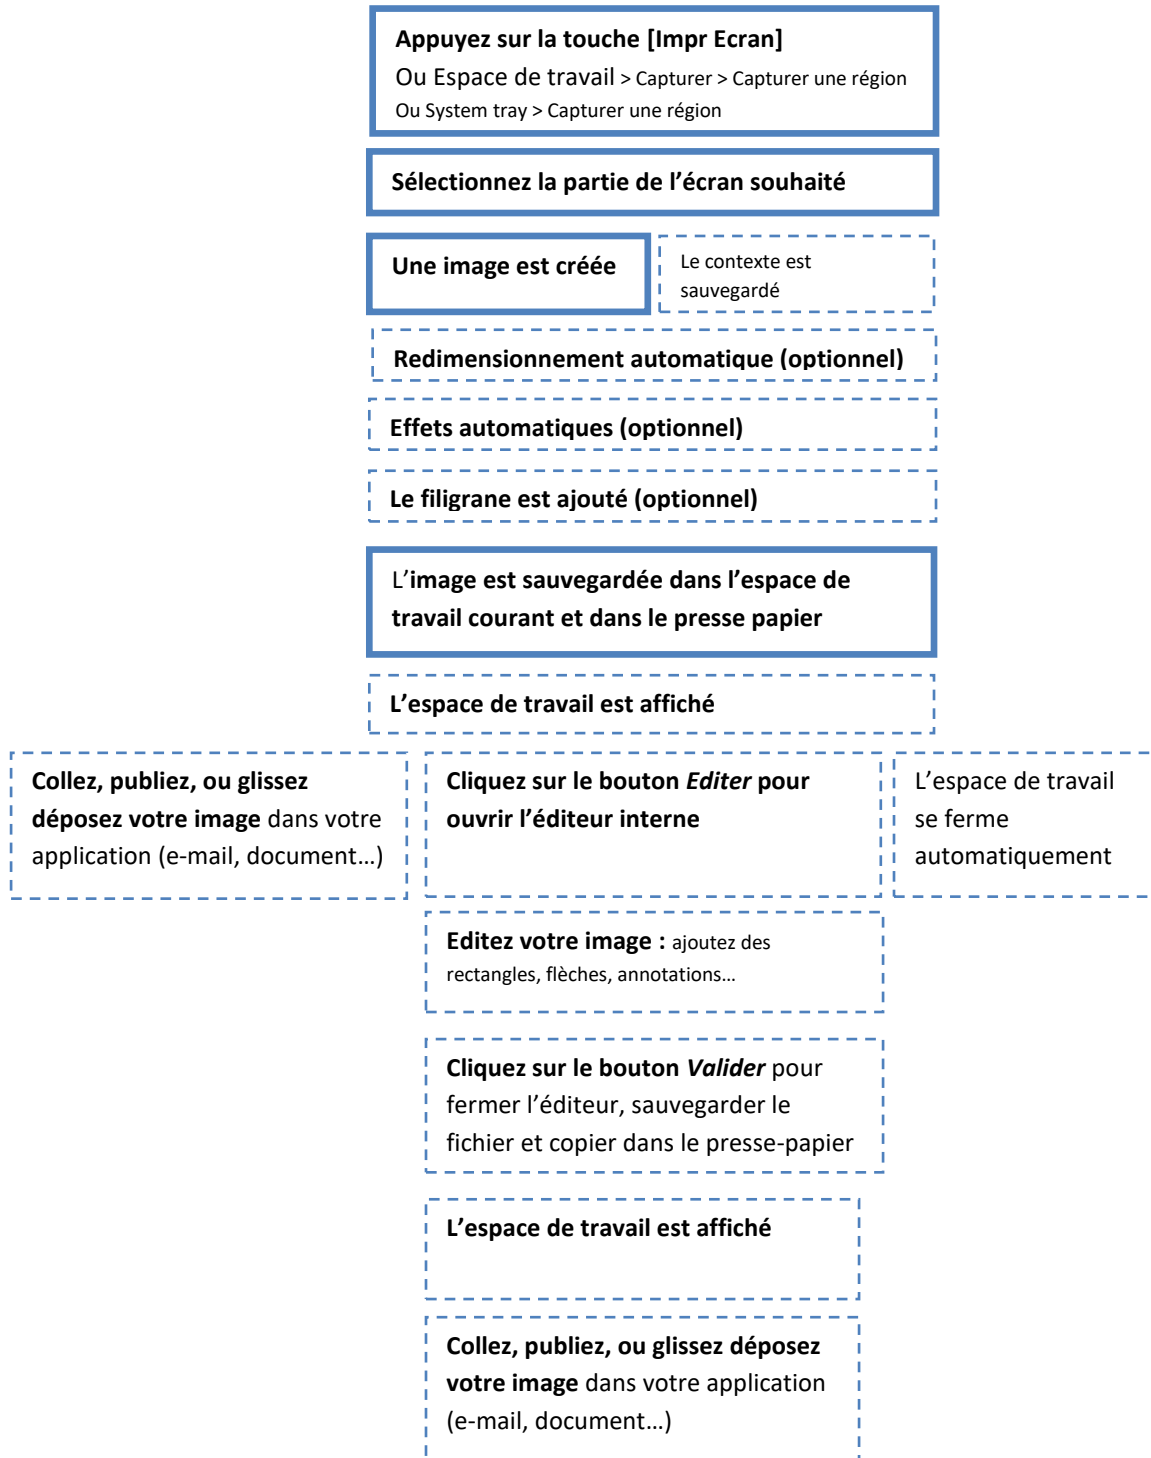 Appuyez sur la touche [Impr Ecran]
Ou Espace de travail > Capturer > Capturer une région
Ou System tray > Capturer une région
Sélectionnez la partie de l’écran souhaité
Une image est créée
Le contexte est
sauvegardé
Redimensionnement automatique (optionnel)
Effets automatiques (optionnel)
Le filigrane est ajouté (optionnel)
L’image est sauvegardée dans l’espace de
travail courant et dans le presse papier
L’espace de travail est affiché
Collez, publiez, ou glissez
déposez votre image dans votre
application (e-mail, document…)
Cliquez sur le bouton Editer pour
ouvrir l’éditeur interne
L’espace de travail
se ferme
automatiquement
Editez votre image : ajoutez des
rectangles, flèches, annotations…
Cliquez sur le bouton Valider pour
fermer l’éditeur, sauvegarder le
fichier et copier dans le presse-papier
L’espace de travail est affiché
Collez, publiez, ou glissez déposez
votre image dans votre application
(e-mail, document…)